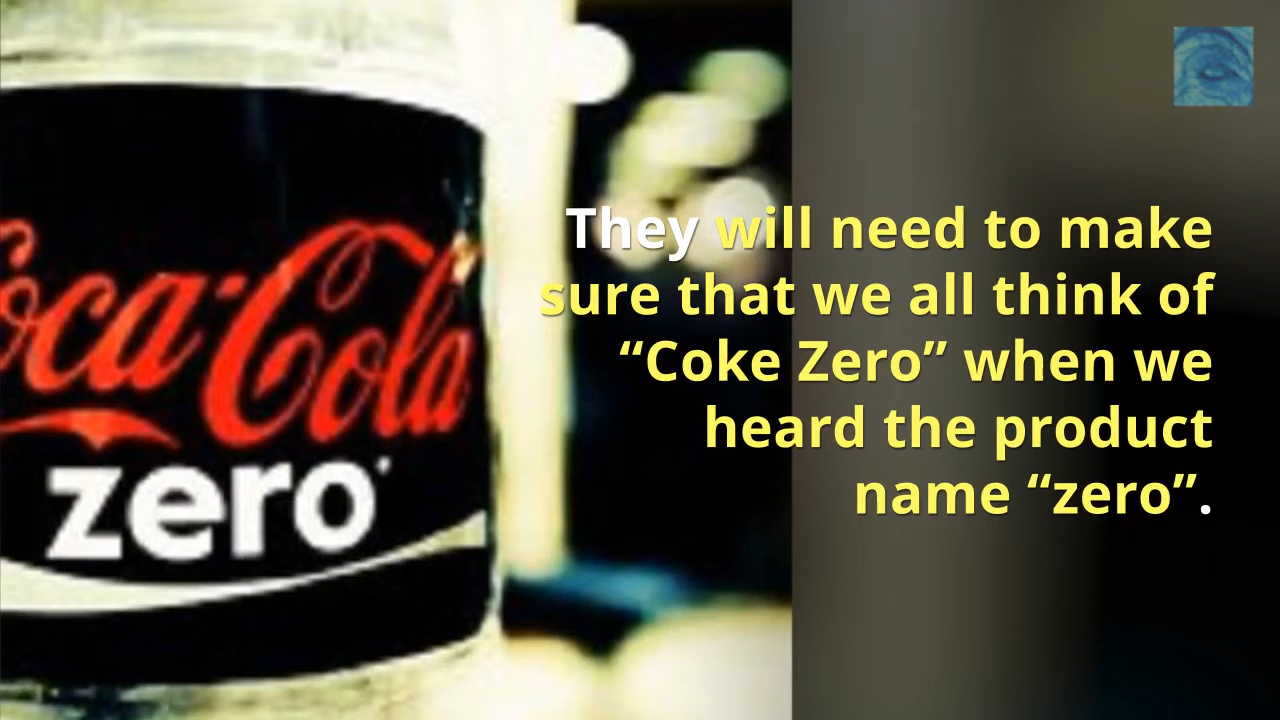 Coca-Cola
zero
They will need to make
sure that we all think of
“Coke Zero” when we
heard the product
name “zero”.